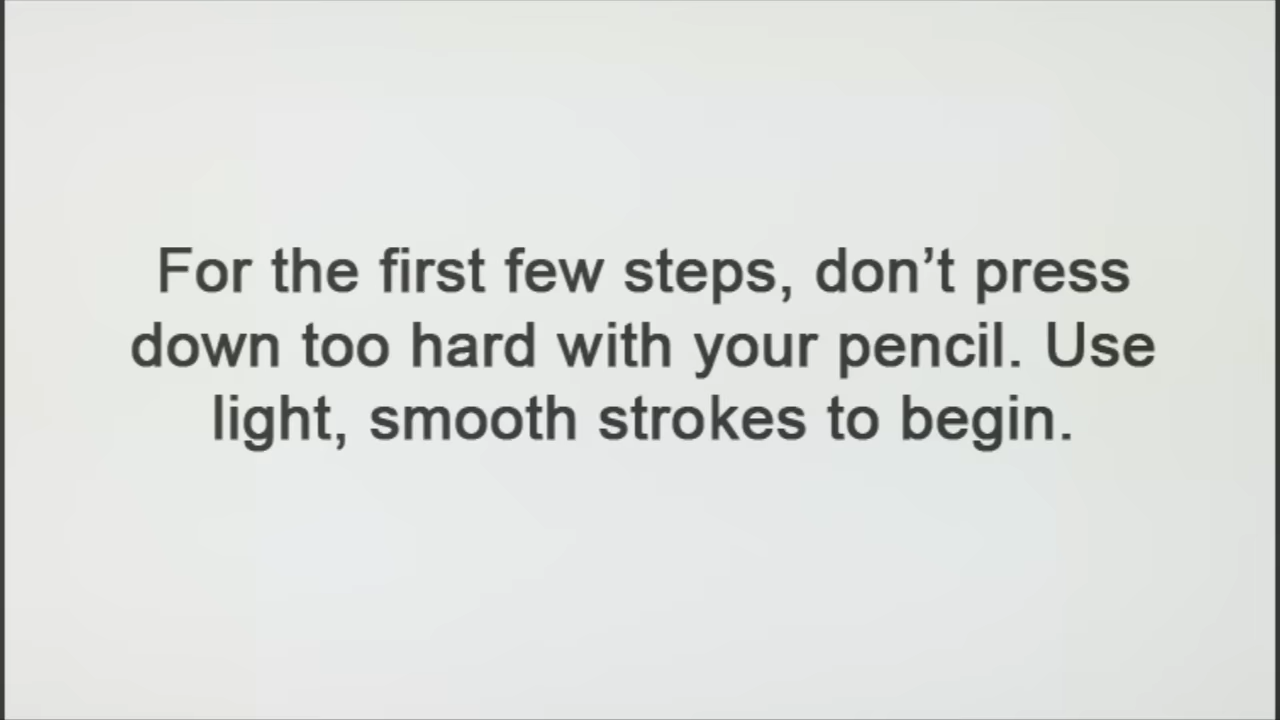 For the first few steps, don’t press
down too hard with your pencil. Use
light, smooth strokes to begin.